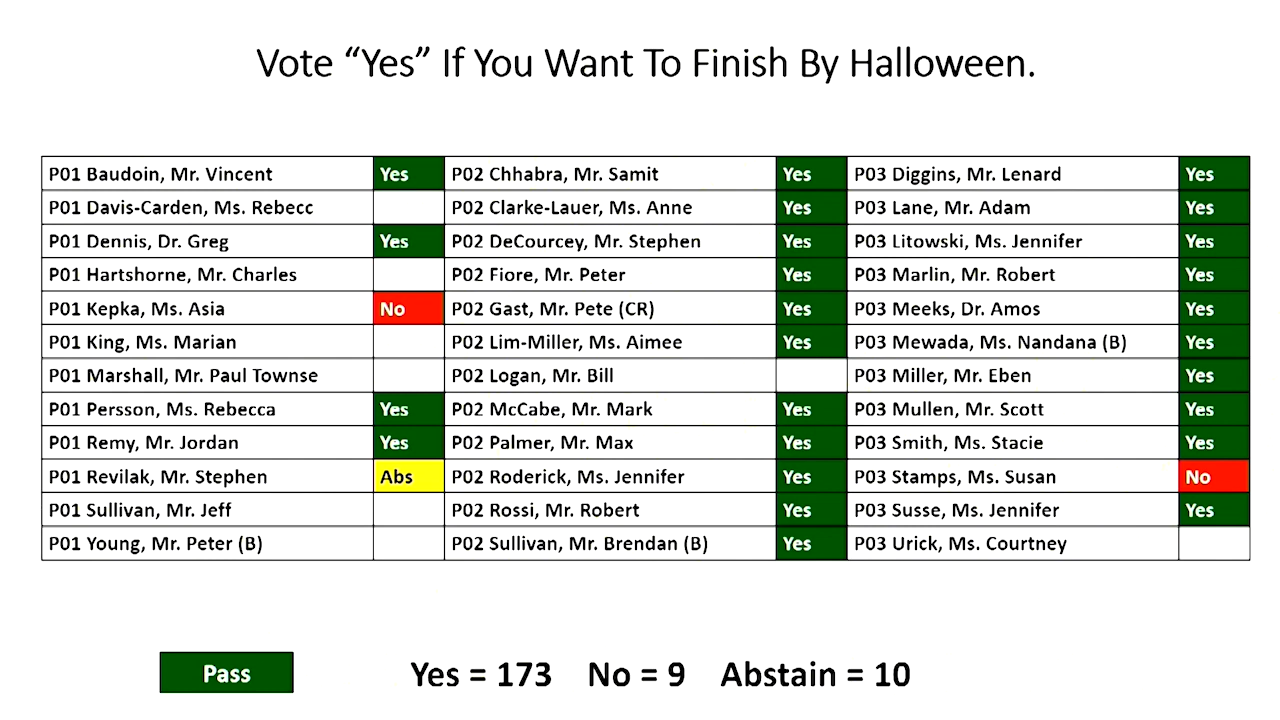 Vote “Yes” If You Want To Finish By Halloween.
P01 Baudoin, Mr. Vincent Yes P02 Chhabra, Mr. Samit Yes P03 Diggins, Mr. Lenard Yes
P01 Davis-Carden, Ms. Rebecc P02 Clarke-Lauer, Ms. Anne Yes P03 Lane, Mr. Adam Yes
P01 Dennis, Dr. Greg Yes P02 DeCourcey, Mr. Stephen Yes P03 Litowski, Ms. Jennifer Yes
P01 Hartshorne, Mr. Charles P02 Fiore, Mr. Peter Yes P03 Marlin, Mr. Robert Yes
P01 Kepka, Ms. Asia No P02 Gast, Mr. Pete (CR) Yes P03 Meeks, Dr. Amos Yes
P01 King, Ms. Marian P02 Lim-Miller, Ms. Aimee Yes P03 Mewada, Ms. Nandana (B) Yes
P01 Marshall, Mr. Paul Townse P02 Logan, Mr. Bill P03 Miller, Mr. Eben Yes
P01 Persson, Ms. Rebecca Yes P02 McCabe, Mr. Mark Yes P03 Mullen, Mr. Scott Yes
P01 Remy, Mr. Jordan Yes P02 Palmer, Mr. Max Yes P03 Smith, Ms. Stacie Yes
P01 Revilak, Mr. Stephen Abs P02 Roderick, Ms. Jennifer Yes P03 Stamps, Ms. Susan No
P01 Sullivan, Mr. Jeff P02 Rossi, Mr. Robert Yes P03 Susse, Ms. Jennifer Yes
P01 Young, Mr. Peter (B) P02 Sullivan, Mr. Brendan (B) Yes P03 Urick, Ms. Courtney
Pass Yes = 173 No = 9 Abstain = 10